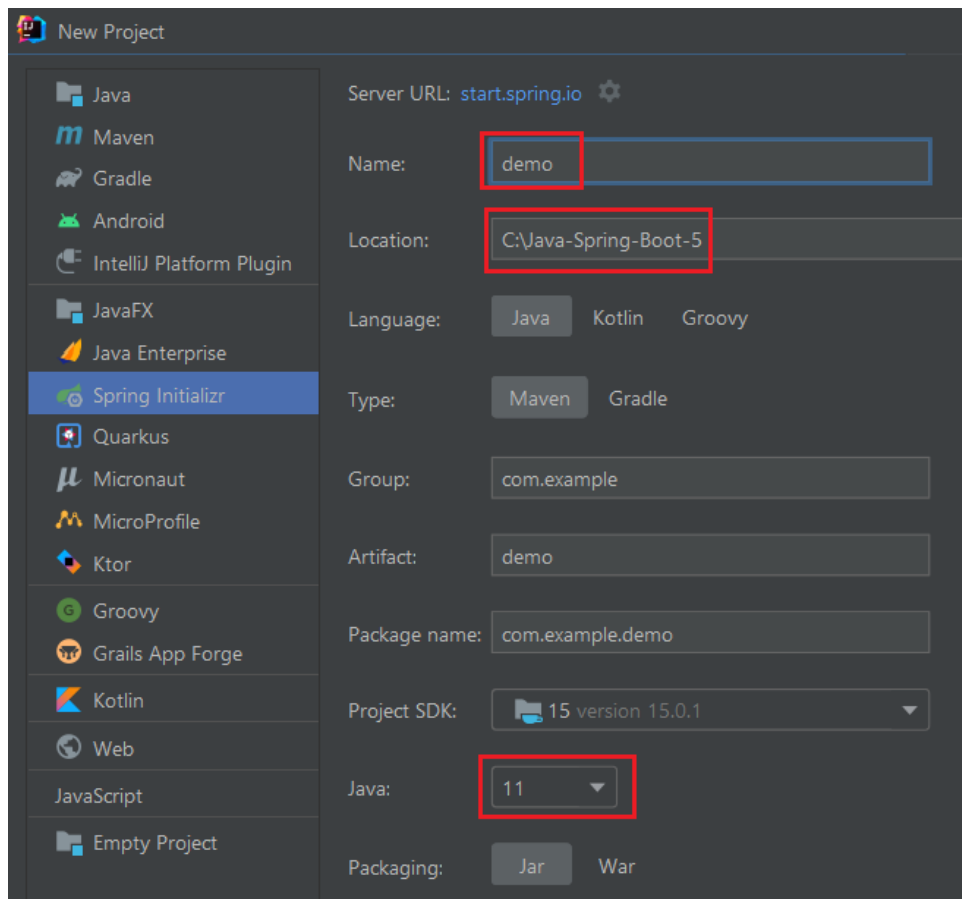 New Project
Java
Maven
Gradle
Android
IntelliJ Platform Plugin
JavaFX
Java Enterprise
Spring Initializr
Quarkus
Micronaut
MicroProfile
Ktor
Groovy
Grails App Forge
Kotlin
Web
JavaScript
Empty Project
Server URL: start.spring.io
Name: demo
Location: C:\Java-Spring-Boot-5
Language: Java Kotlin Groovy
Type: Maven Gradle
Group: com.example
Artifact: demo
Package name: com.example.demo
Project SDK: 15 version 15.0.1
Java: 11
Packaging: Jar War